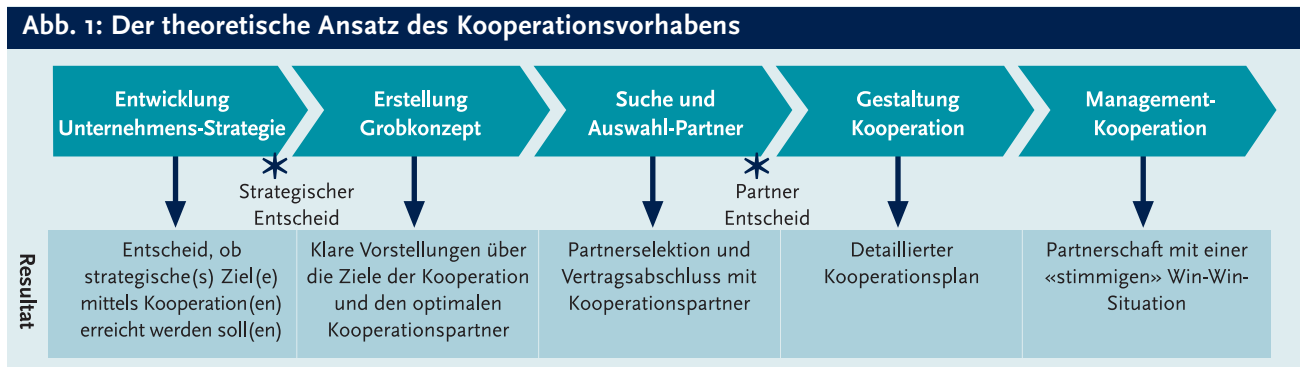 Abb. 1: Der theoretische Ansatz des Kooperationsvorhabens
Entwicklung
Unternehmens-Strategie
Erstellung
Grobkonzept
Suche und
Auswahl-Partner
Gestaltung
Kooperation
Management-
Kooperation
Strategischer
Entscheid
Partner
Entscheid
Resultat
Entscheid, ob
strategische(s) Ziel(e)
mittels Kooperation(en)
erreicht werden soll(en)
Klare Vorstellungen über
die Ziele der Kooperation
und den optimalen
Kooperationspartner
Partnerselektion und
Vertragsabschluss mit
Kooperationspartner
Detaillierter
Kooperationsplan
Partnerschaft mit einer
«stimmigen» Win-Win-
Situation